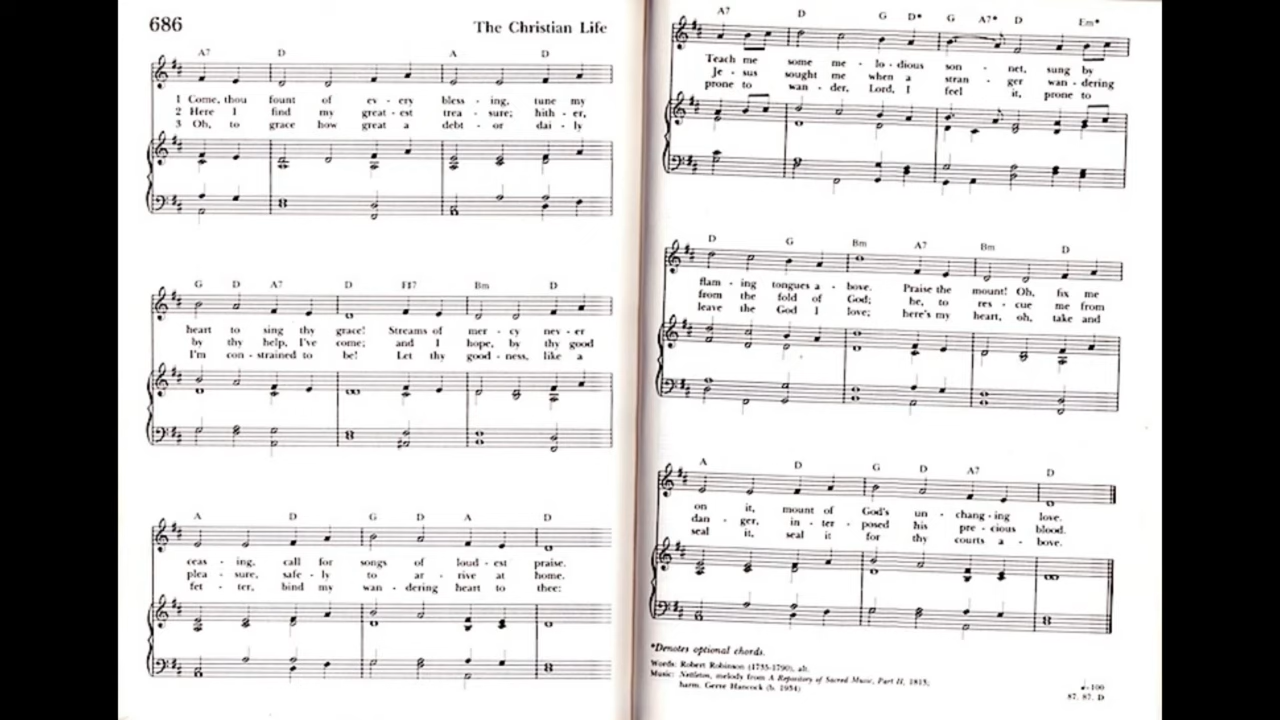 686
The Christian Life
A7 D A D
1 Come, thou fount of ev - ery bless - ing, tune my
2 Here I find my great - est trea - sure; hith - er,
3 Oh, to grace how great a debt - or dai - ly
G D A7 D F♯7 Bm D
heart to sing thy grace! Streams of mer - cy nev - er
by thy help, I've come; and I hope, by thy good
I'm con - strained to be! Let thy good - ness, like a
A D G D A D
ceas - ing, call for songs of loud - est praise.
plea - sure, safe - ly to ar - rive at home.
fet - ter, bind my wan - dering heart to thee:
A7 D G D* G A7* D Em*
Teach me some me - lo - dious son - net, sung by
Je - sus sought me when a stran - ger wan - dering
prone to wan - der, Lord, I feel it, prone to
D G Bm A7 Bm D
flam - ing tongues a - bove. Praise the mount! Oh, fix me
from the fold of God; he, to res - cue me from
leave the God I love; here's my heart, oh, take and
A D G D A7 D
on it, mount of God's un - chang - ing love.
dan - ger, in - ter - posed his pre - cious blood.
seal it, seal it for thy courts a - bove.
*Denotes optional chords.
Words: Robert Robinson (1735-1790), alt.
Music: Nettleton, melody from A Repository of Sacred Music, Part II, 1813;
harm. Gerre Hancock (b. 1934)
♩=100
87. 87. D